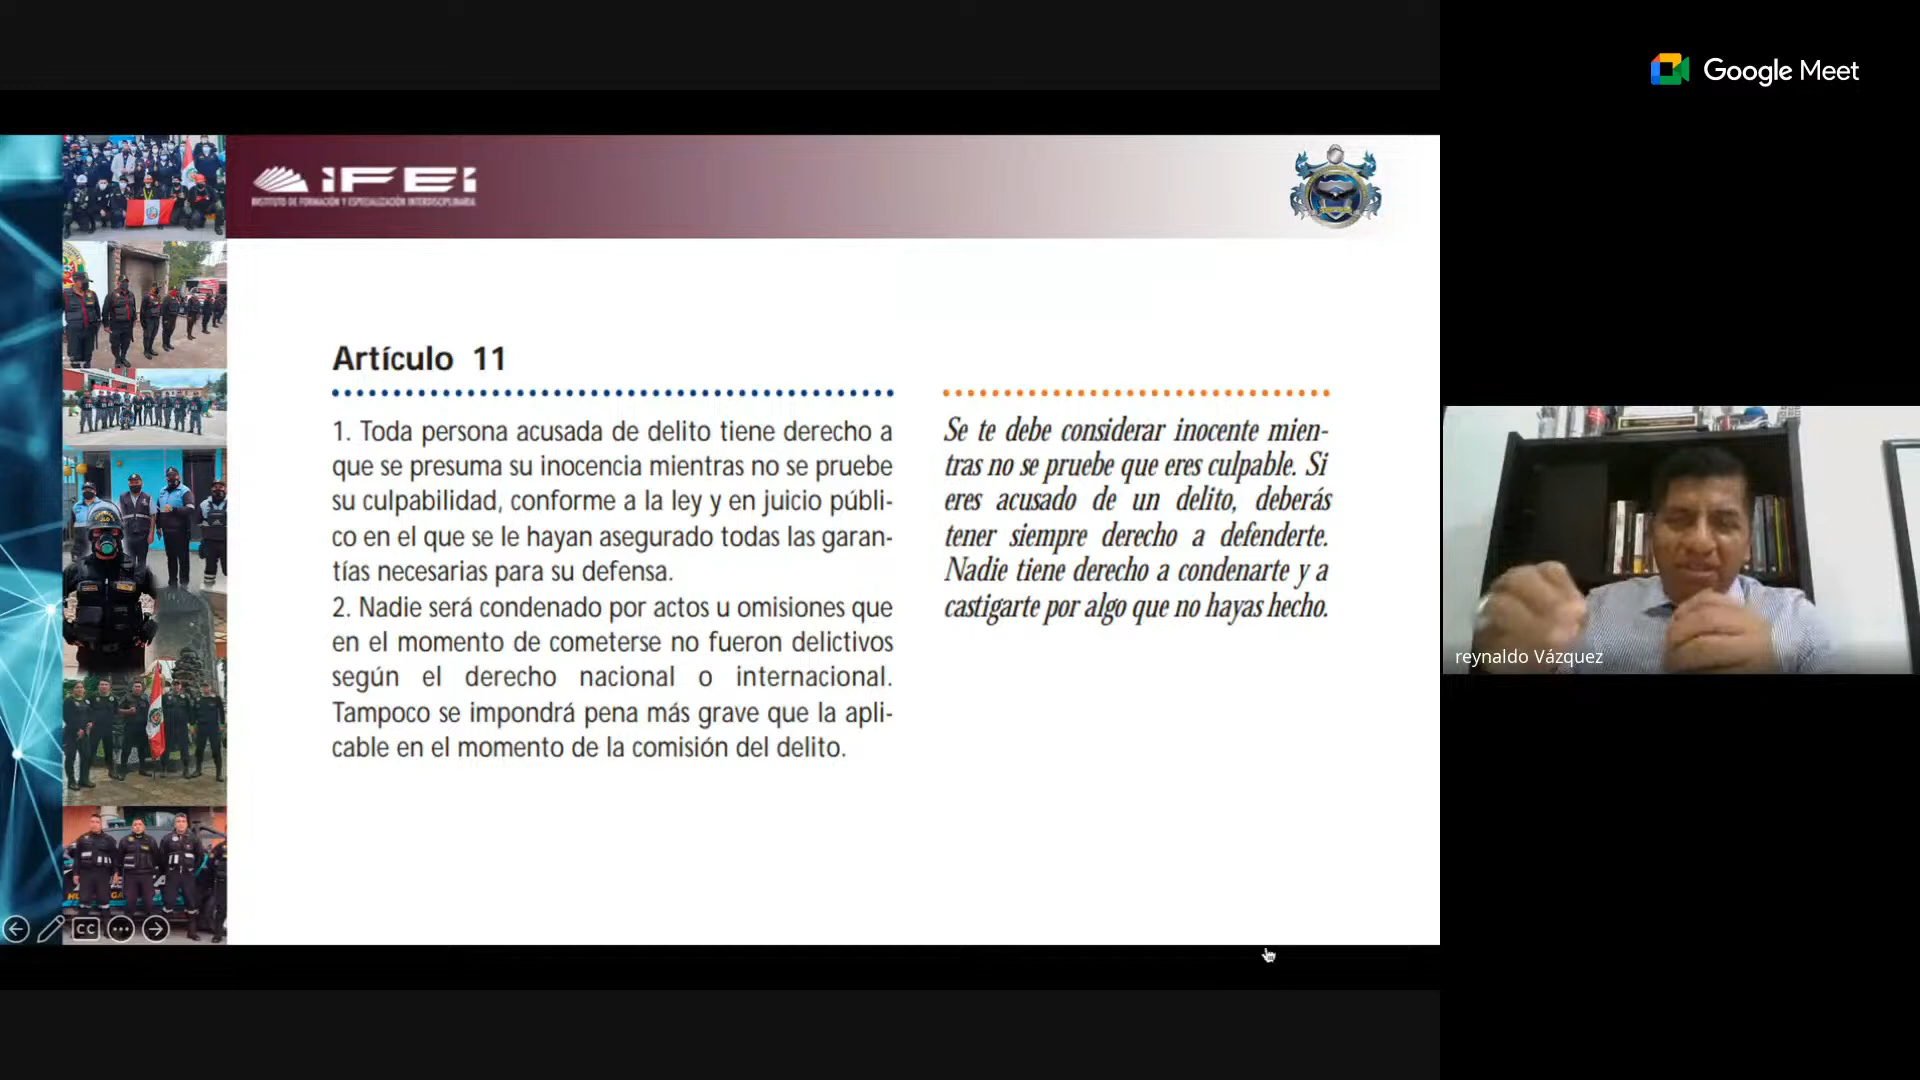 Google Meet
iFEi
INSTITUTO DE FORMACIÓN Y ESPECIALIZACIÓN INTERDISCIPLINARIA
Artículo 11
1. Toda persona acusada de delito tiene derecho a
que se presuma su inocencia mientras no se pruebe
su culpabilidad, conforme a la ley y en juicio públi-
co en el que se le hayan asegurado todas las garan-
tías necesarias para su defensa.
2. Nadie será condenado por actos u omisiones que
en el momento de cometerse no fueron delictivos
según el derecho nacional o internacional.
Tampoco se impondrá pena más grave que la apli-
cable en el momento de la comisión del delito.
Se te debe considerar inocente mien-
tras no se pruebe que eres culpable. Si
eres acusado de un delito, deberás
tener siempre derecho a defenderte.
Nadie tiene derecho a condenarte y a
castigarte por algo que no hayas hecho.
reynaldo Vázquez
CC